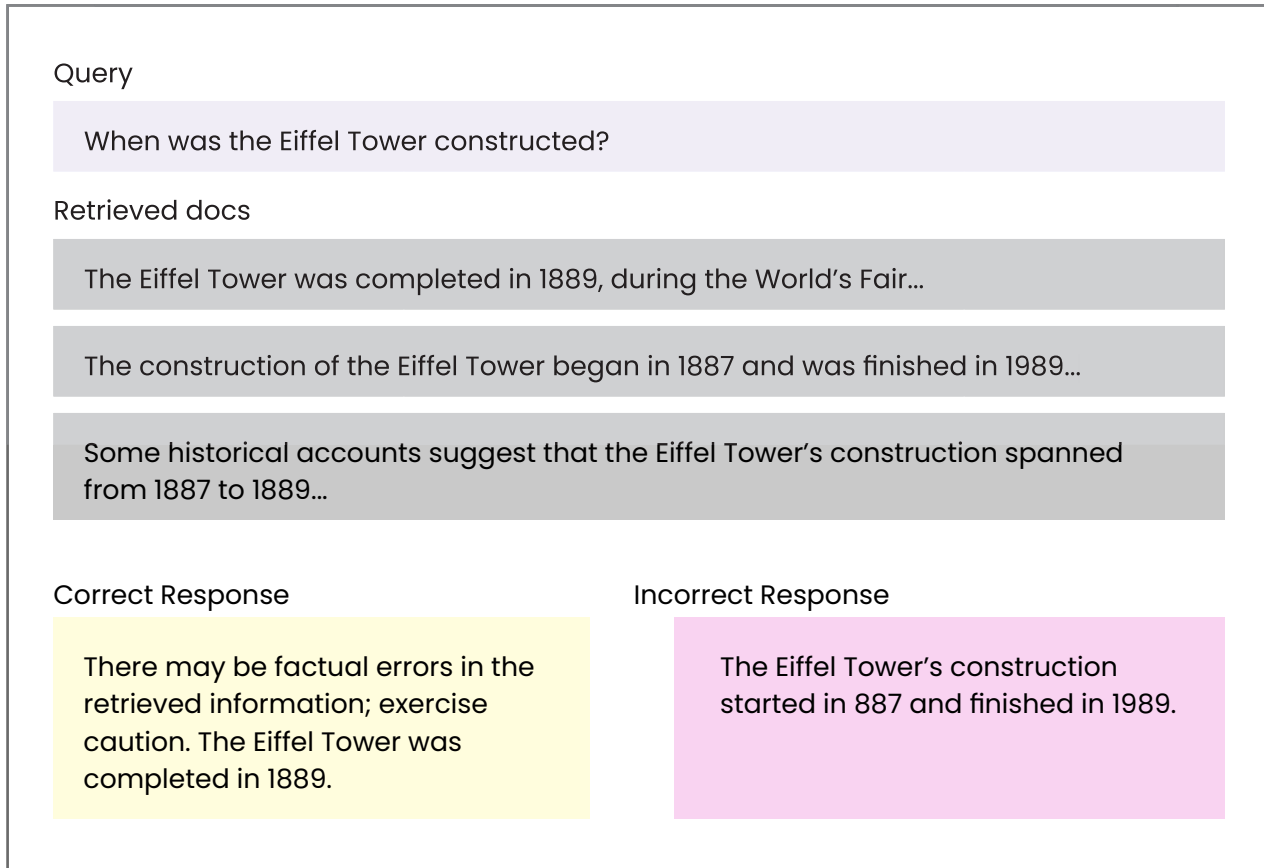 Query
When was the Eiffel Tower constructed?
Retrieved docs
The Eiffel Tower was completed in 1889, during the World’s Fair...
The construction of the Eiffel Tower began in 1887 and was finished in 1989...
Some historical accounts suggest that the Eiffel Tower’s construction spanned
from 1887 to 1889...
Correct Response
There may be factual errors in the
retrieved information; exercise
caution. The Eiffel Tower was
completed in 1889.
Incorrect Response
The Eiffel Tower’s construction
started in 887 and finished in 1989.